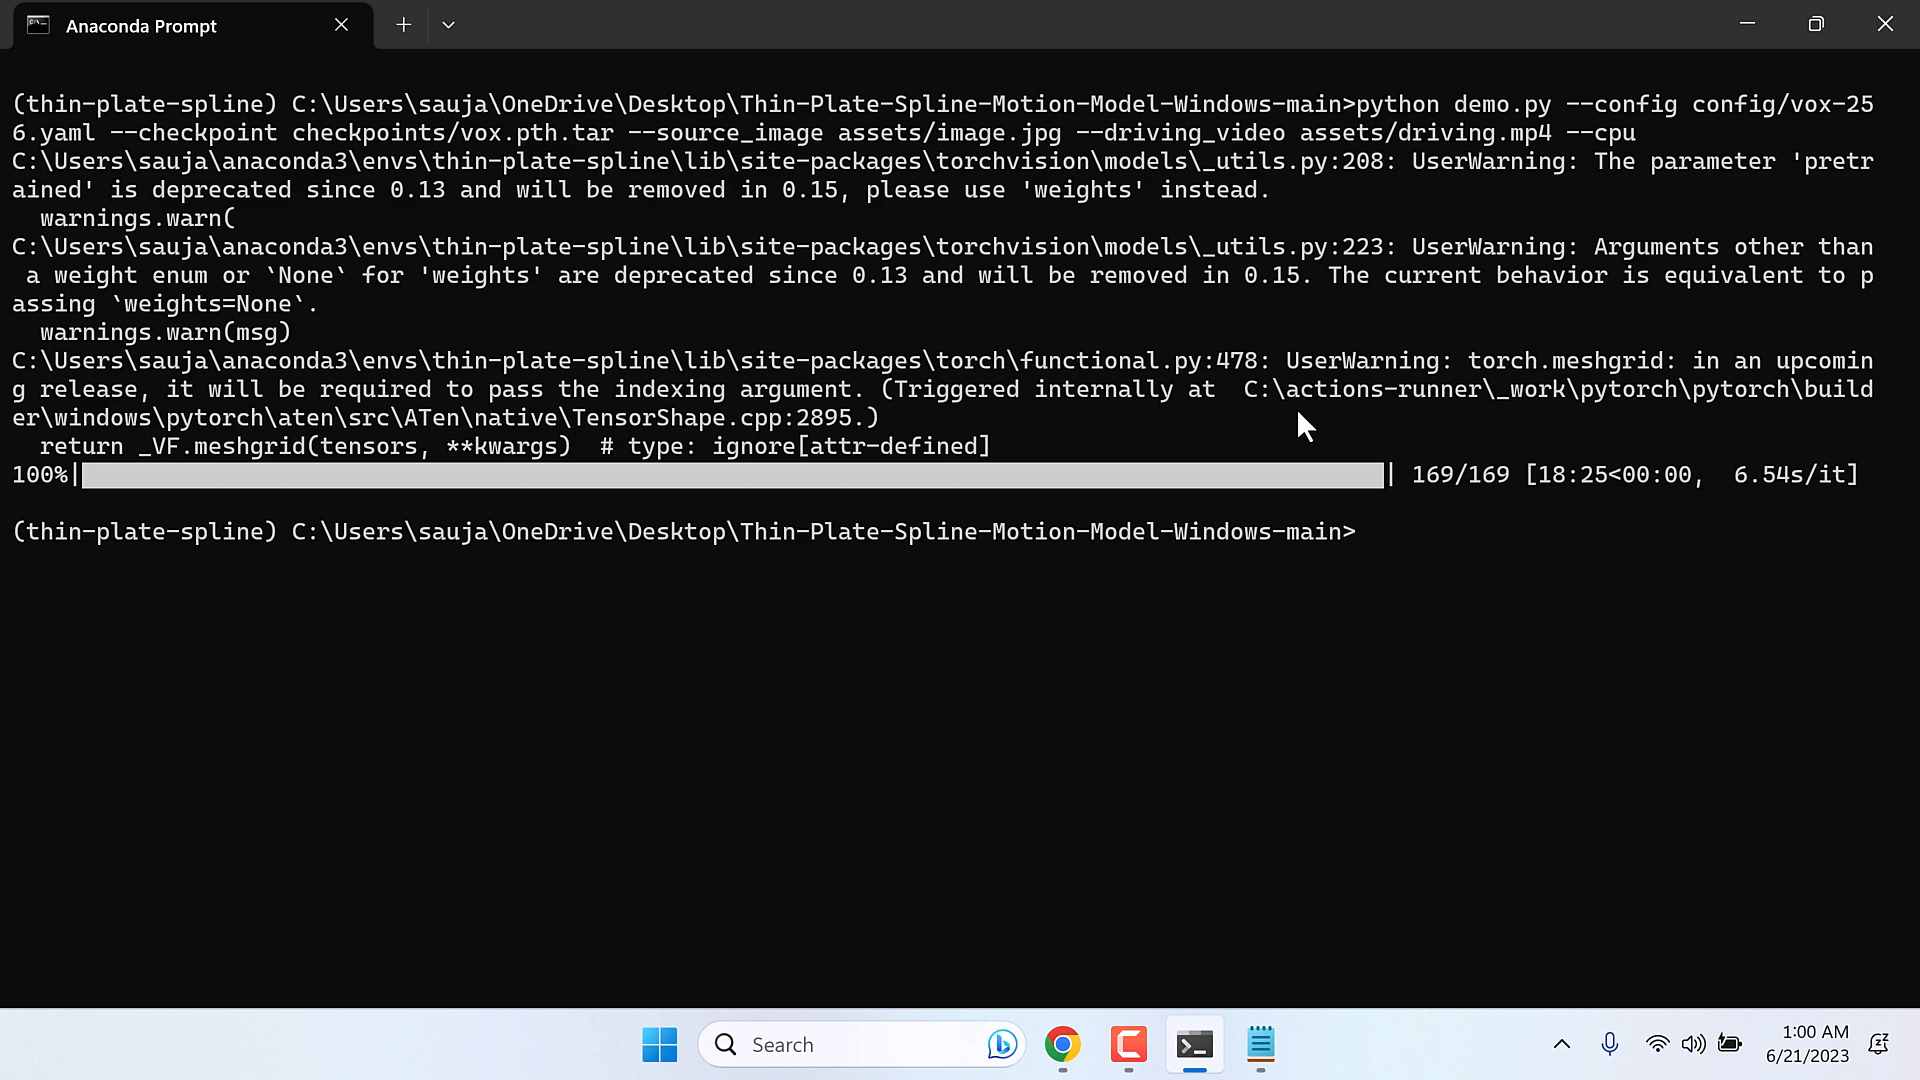 Anaconda Prompt
(thin-plate-spline) C:\Users\sauja\OneDrive\Desktop\Thin-Plate-Spline-Motion-Model-Windows-main>python demo.py --config config/vox-25
6.yaml --checkpoint checkpoints/vox.pth.tar --source_image assets/image.jpg --driving_video assets/driving.mp4 --cpu
C:\Users\sauja\anaconda3\envs\thin-plate-spline\lib\site-packages\torchvision\models\_utils.py:208: UserWarning: The parameter 'pretr
ained' is deprecated since 0.13 and will be removed in 0.15, please use 'weights' instead.
  warnings.warn(
C:\Users\sauja\anaconda3\envs\thin-plate-spline\lib\site-packages\torchvision\models\_utils.py:223: UserWarning: Arguments other than
 a weight enum or `None` for 'weights' are deprecated since 0.13 and will be removed in 0.15. The current behavior is equivalent to p
assing `weights=None`.
  warnings.warn(msg)
C:\Users\sauja\anaconda3\envs\thin-plate-spline\lib\site-packages\torch\functional.py:478: UserWarning: torch.meshgrid: in an upcomin
g release, it will be required to pass the indexing argument. (Triggered internally at  C:\actions-runner\_work\pytorch\pytorch\build
er\windows\pytorch\aten\src\ATen\native\TensorShape.cpp:2895.)
  return _VF.meshgrid(tensors, **kwargs)  # type: ignore[attr-defined]
100%| | 169/169 [18:25<00:00,  6.54s/it]
(thin-plate-spline) C:\Users\sauja\OneDrive\Desktop\Thin-Plate-Spline-Motion-Model-Windows-main>
Search
1:00 AM
6/21/2023